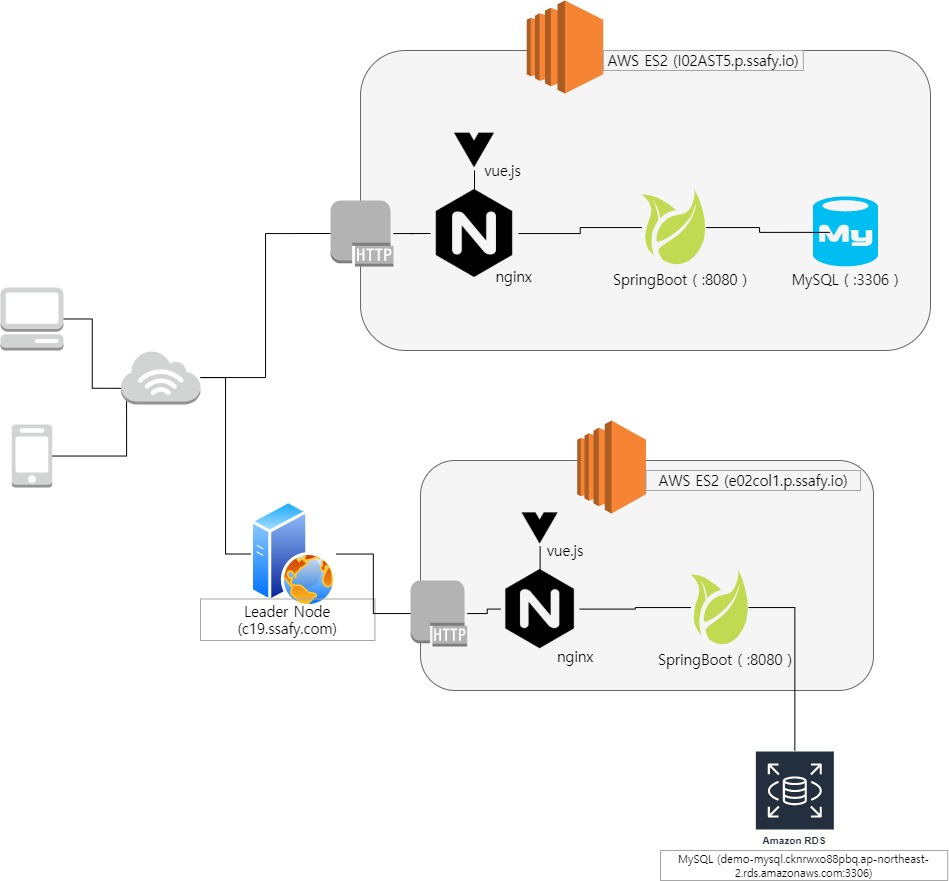 AWS ES2 (I02AST5.p.ssafy.io)
vue.js
HTTP
nginx
SpringBoot ( :8080 )
My
MySQL ( :3306 )
AWS ES2 (e02col1.p.ssafy.io)
vue.js
HTTP
nginx
SpringBoot ( :8080 )
Leader Node
(c19.ssafy.com)
Amazon RDS
MySQL (demo-mysql.cknrwxo88pbq.ap-northeast-
2.rds.amazonaws.com:3306)